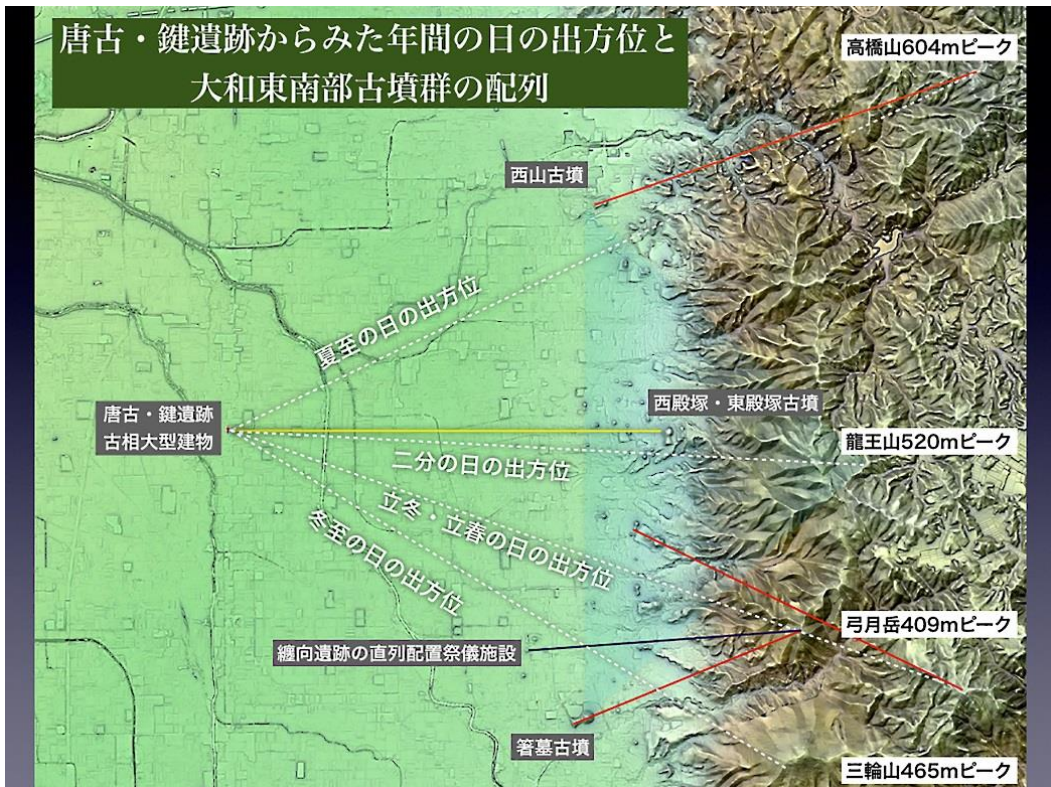 唐古・鍵遺跡からみた年間の日の出方位と
大和東南部古墳群の配列
高橋山604mピーク
西山古墳
夏至の日の出方位
唐古・鍵遺跡
古相大型建物
西殿塚・東殿塚古墳
龍王山520mピーク
二分の日の出方位
立冬・立春の日の出方位
冬至の日の出方位
弓月岳409mピーク
纏向遺跡の直列配置祭儀施設
箸墓古墳
三輪山465mピーク